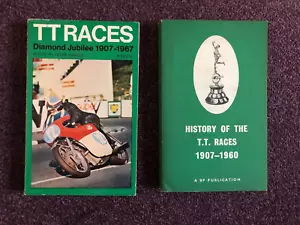 TT RACES
Diamond Jubilee 1907-1967
HISTORY OF THE
T.T. RACES
1907-1960
A BP PUBLICATION